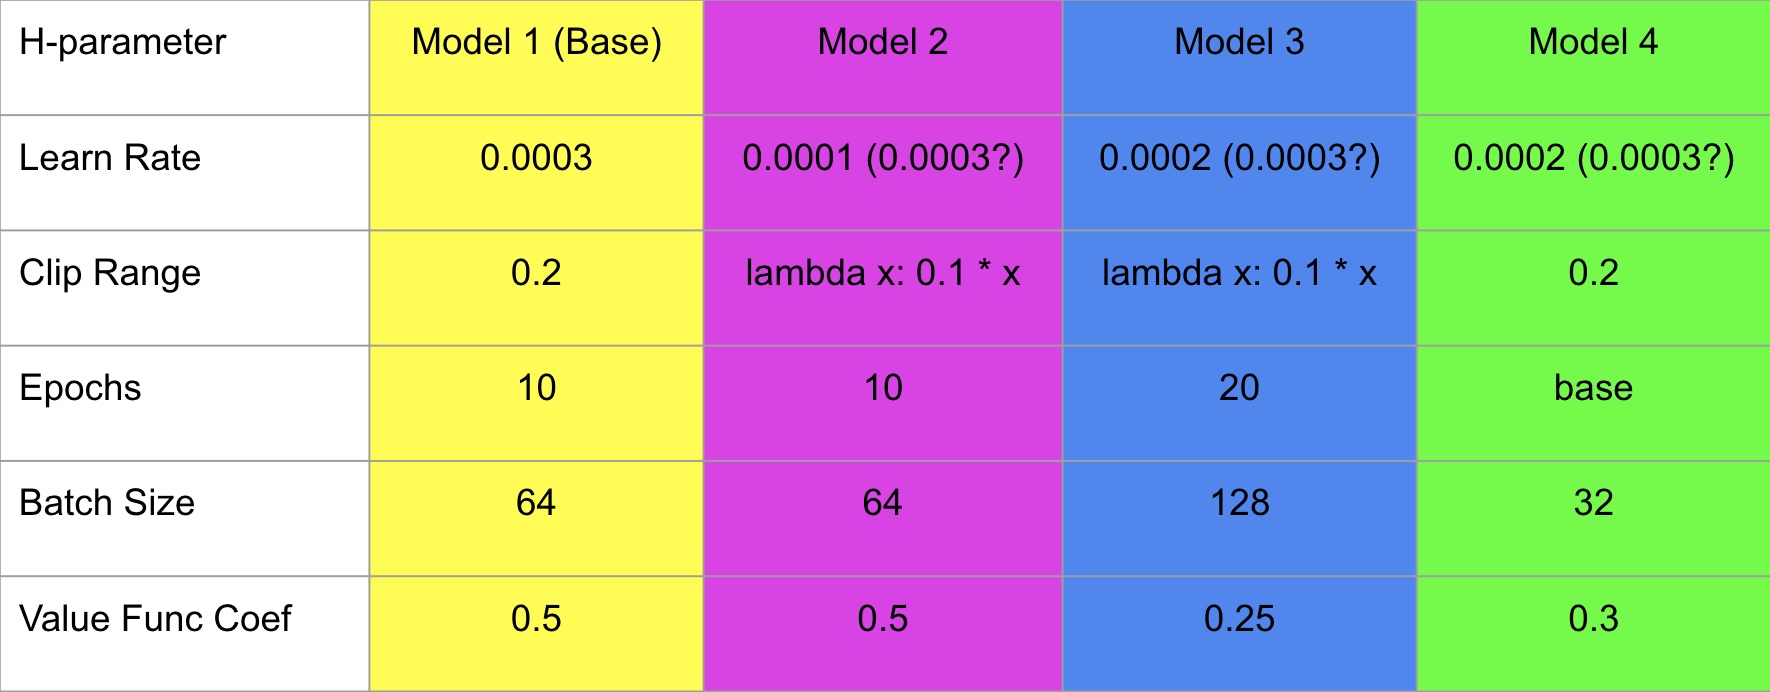 H-parameter Model 1 (Base) Model 2 Model 3 Model 4
Learn Rate 0.0003 0.0001 (0.0003?) 0.0002 (0.0003?) 0.0002 (0.0003?)
Clip Range 0.2 lambda x: 0.1 * x lambda x: 0.1 * x 0.2
Epochs 10 10 20 base
Batch Size 64 64 128 32
Value Func Coef 0.5 0.5 0.25 0.3